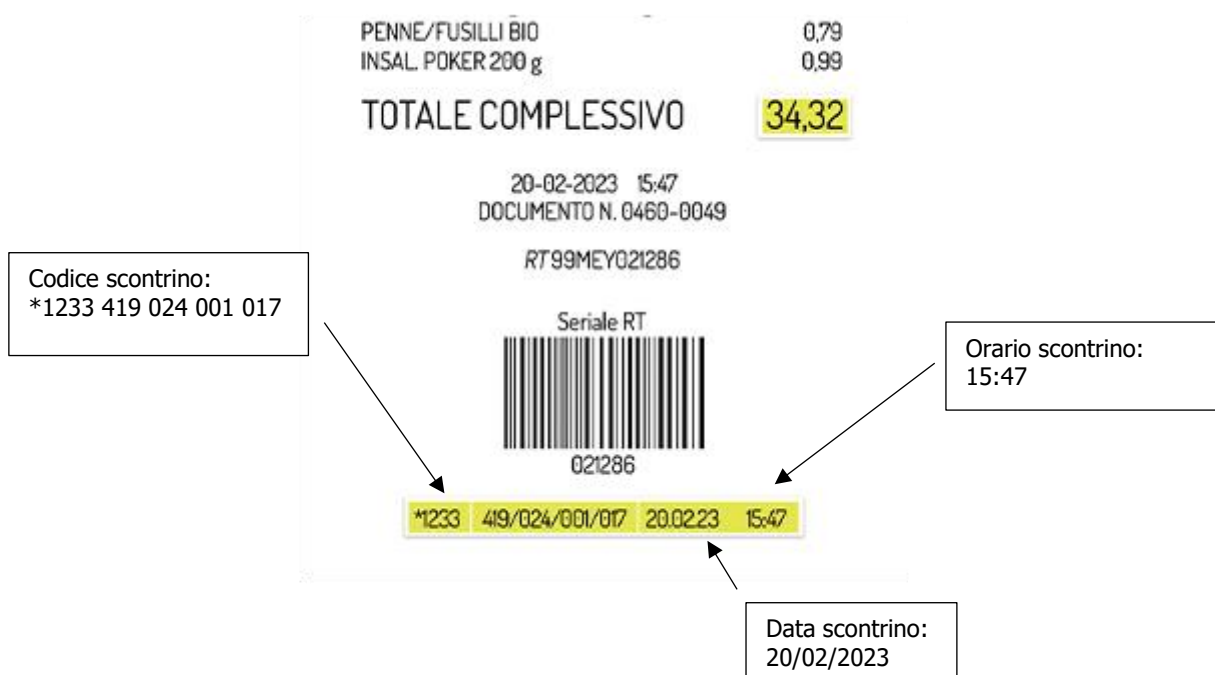 PENNE/FUSILLI BIO 0,79
INSAL. POKER 200 g 0,99
TOTALE COMPLESSIVO 34,32
20-02-2023 15:47
DOCUMENTO N. 0460-0049
RT99MEY021286
Codice scontrino:
*1233 419 024 001 017
Seriale RT
Orario scontrino:
15:47
021286
*1233 419/024/001/017 20.02.23 15:47
Data scontrino:
20/02/2023